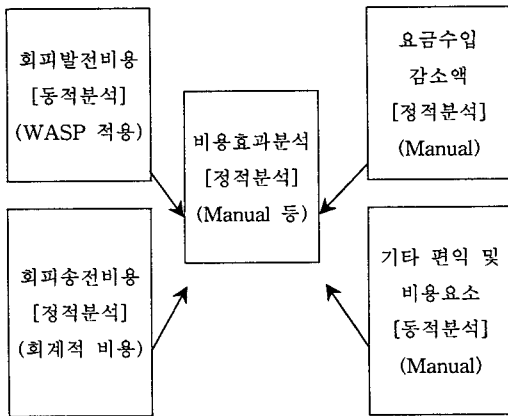 회피발전비용
[동적분석]
(WASP 적용)
요금수입
감소액
[정적분석]
(Manual)
비용효과분석
[정적분석]
(Manual 등)
회피송전비용
[정적분석]
(회계적 비용)
기타 편익 및
비용요소
[동적분석]
(Manual)